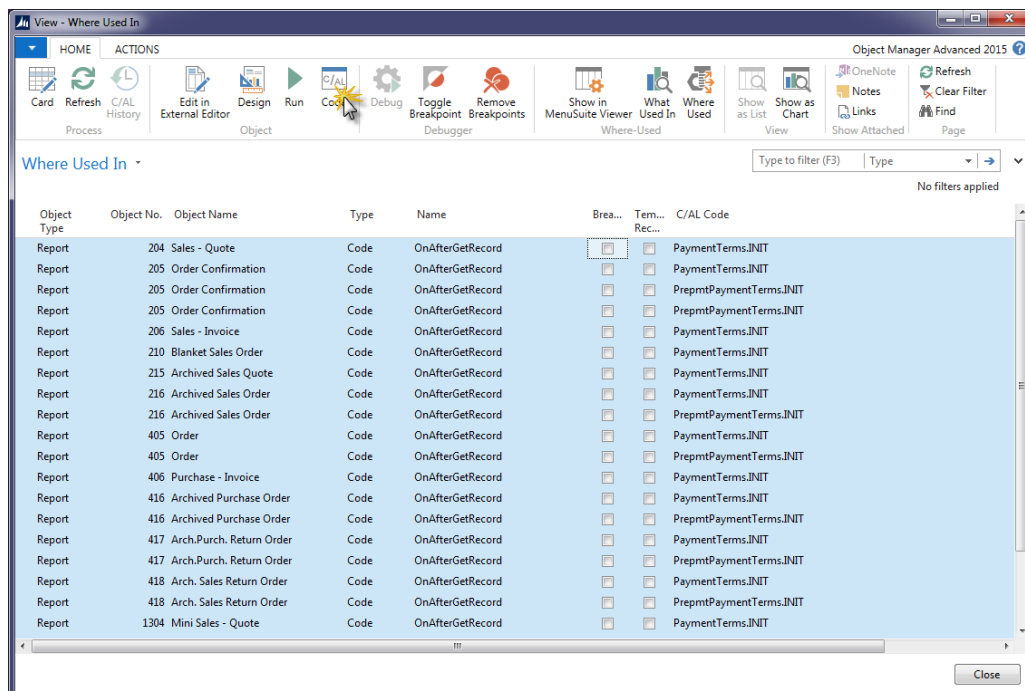 View - Where Used In
HOME ACTIONS Object Manager Advanced 2015
Card Refresh C/AL History Edit in External Editor Design Run Code Debug Toggle Breakpoint Remove Breakpoints Show in MenuSuite Viewer What Used In Where Used Show as List Show as Chart OneNote Notes Links Refresh Clear Filter Find
Process Object Debugger Where-Used View Show Attached Page
Where Used In Type to filter (F3) Type
No filters applied
Object Type Object No. Object Name Type Name Brea... Tem... Rec... C/AL Code
Report 204 Sales - Quote Code OnAfterGetRecord PaymentTerms.INIT
Report 205 Order Confirmation Code OnAfterGetRecord PaymentTerms.INIT
Report 205 Order Confirmation Code OnAfterGetRecord PrepmtPaymentTerms.INIT
Report 205 Order Confirmation Code OnAfterGetRecord PrepmtPaymentTerms.INIT
Report 206 Sales - Invoice Code OnAfterGetRecord PaymentTerms.INIT
Report 210 Blanket Sales Order Code OnAfterGetRecord PaymentTerms.INIT
Report 215 Archived Sales Quote Code OnAfterGetRecord PaymentTerms.INIT
Report 216 Archived Sales Order Code OnAfterGetRecord PaymentTerms.INIT
Report 216 Archived Sales Order Code OnAfterGetRecord PrepmtPaymentTerms.INIT
Report 405 Order Code OnAfterGetRecord PaymentTerms.INIT
Report 405 Order Code OnAfterGetRecord PrepmtPaymentTerms.INIT
Report 406 Purchase - Invoice Code OnAfterGetRecord PaymentTerms.INIT
Report 416 Archived Purchase Order Code OnAfterGetRecord PaymentTerms.INIT
Report 416 Archived Purchase Order Code OnAfterGetRecord PrepmtPaymentTerms.INIT
Report 417 Arch.Purch. Return Order Code OnAfterGetRecord PaymentTerms.INIT
Report 417 Arch.Purch. Return Order Code OnAfterGetRecord PrepmtPaymentTerms.INIT
Report 418 Arch. Sales Return Order Code OnAfterGetRecord PaymentTerms.INIT
Report 418 Arch. Sales Return Order Code OnAfterGetRecord PrepmtPaymentTerms.INIT
Report 1304 Mini Sales - Quote Code OnAfterGetRecord PaymentTerms.INIT
Close